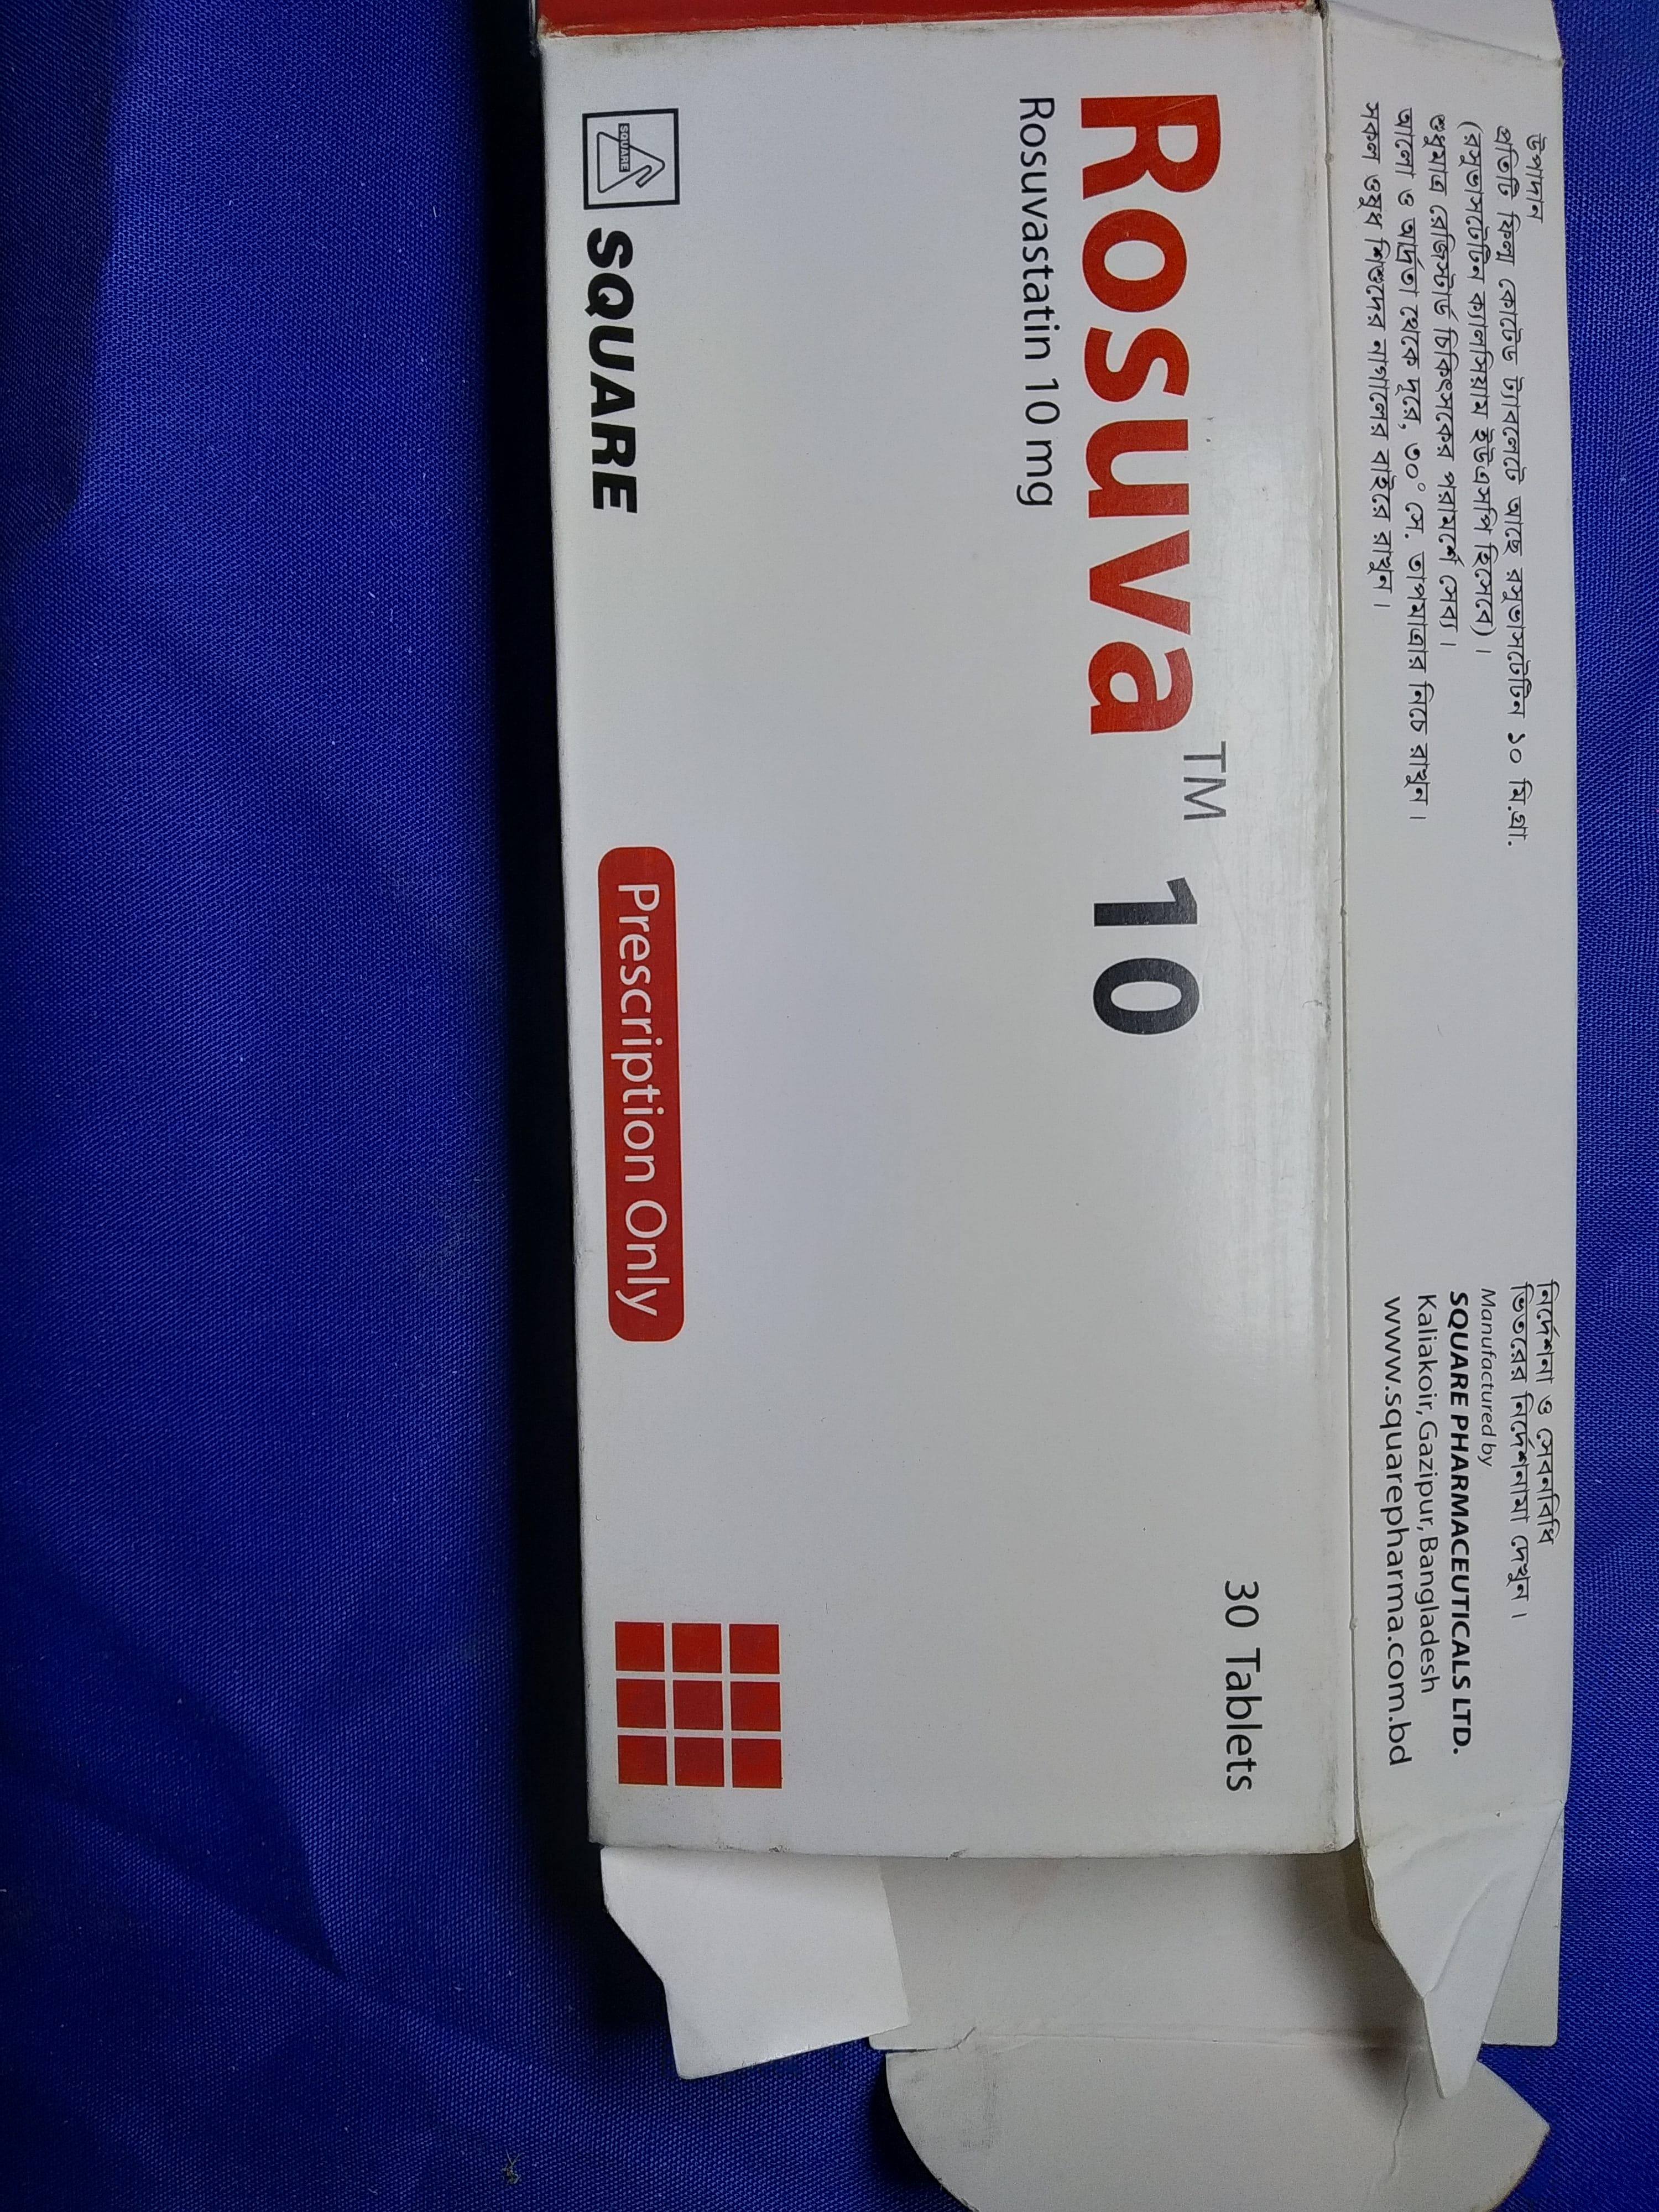 উপাদান
প্রতিটি ফিল্ম কোটেড ট্যাবলেটে আছে রসুভাসটেটিন ১০ মি.গ্রা.
(রসুভাসটেটিন ক্যালসিয়াম ইউএসপি হিসেবে) ।
শুধুমাত্র রেজিস্টার্ড চিকিৎসকের পরামর্শে সেব্য ।
আলো ও আর্দ্রতা থেকে দূরে, ৩০° সে. তাপমাত্রার নিচে রাখুন ।
সকল ওষুধ শিশুদের নাগালের বাইরে রাখুন ।
নির্দেশনা ও সেবনবিধি
ভিতরের নির্দেশনামা দেখুন ।
Manufactured by
SQUARE PHARMACEUTICALS LTD.
Kaliakoir, Gazipur, Bangladesh
www.squarepharma.com.bd
30 Tablets
Rosuva™ 10
Rosuvastatin 10 mg
SQUARE
SQUARE
Prescription Only